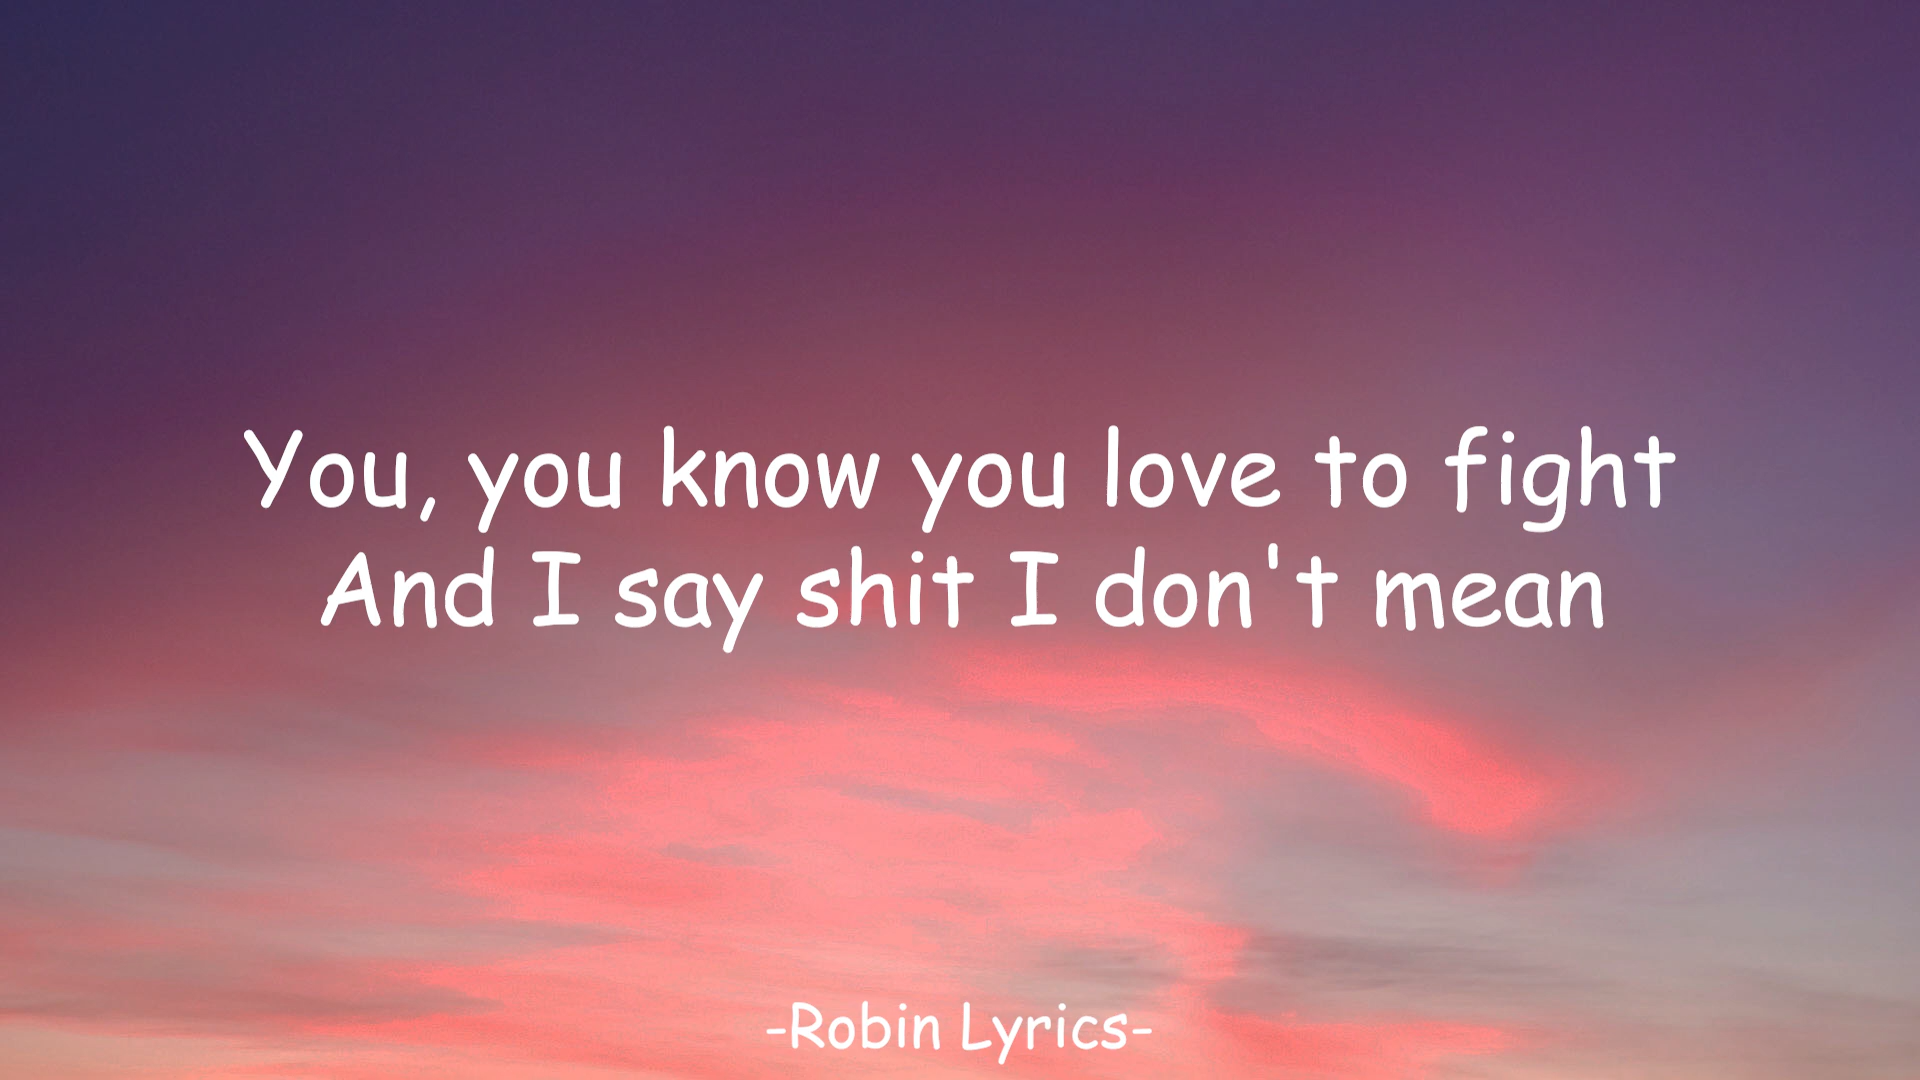 You, you know you love to fight
And I say shit I don't mean
-Robin Lyrics-